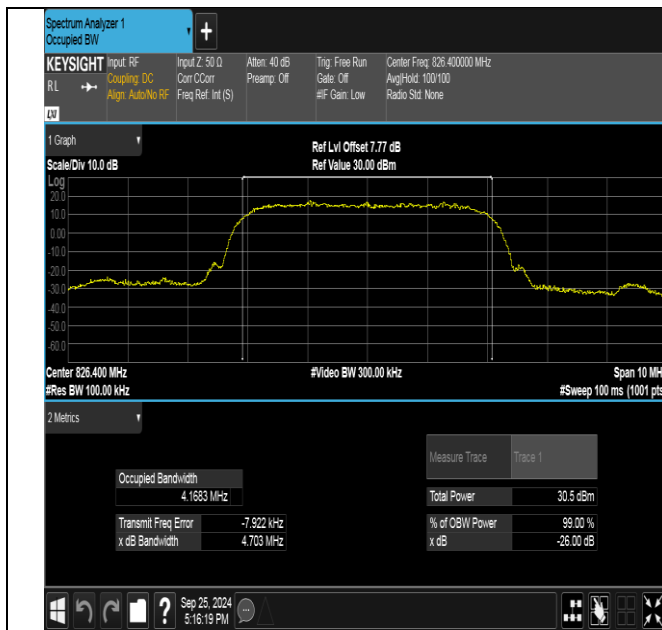 Spectrum Analyzer 1
Occupied BW
+
KEYSIGHT Input: RF Input Z: 50 Ω Atten: 40 dB Trig: Free Run Center Freq: 826.400000 MHz
RL Coupling: DC Corr CCorr Preamp: Off Gate: Off Avg|Hold: 100/100
Align: Auto/No RF Freq Ref: Int (S) #IF Gain: Low Radio Std: None
LXI
1 Graph
Ref Lvl Offset 7.77 dB
Scale/Div 10.0 dB Ref Value 30.00 dBm
Log
20.0
10.0
0.00
-10.0
-20.0
-30.0
-40.0
-50.0
-60.0
Center 826.400 MHz #Video BW 300.00 kHz Span 10 MH
#Res BW 100.00 kHz #Sweep 100 ms (1001 pts
2 Metrics
Measure Trace Trace 1
Occupied Bandwidth
4.1683 MHz
Total Power 30.5 dBm
Transmit Freq Error -7.922 kHz % of OBW Power 99.00 %
x dB Bandwidth 4.703 MHz x dB -26.00 dB
? Sep 25, 2024
5:16:19 PM